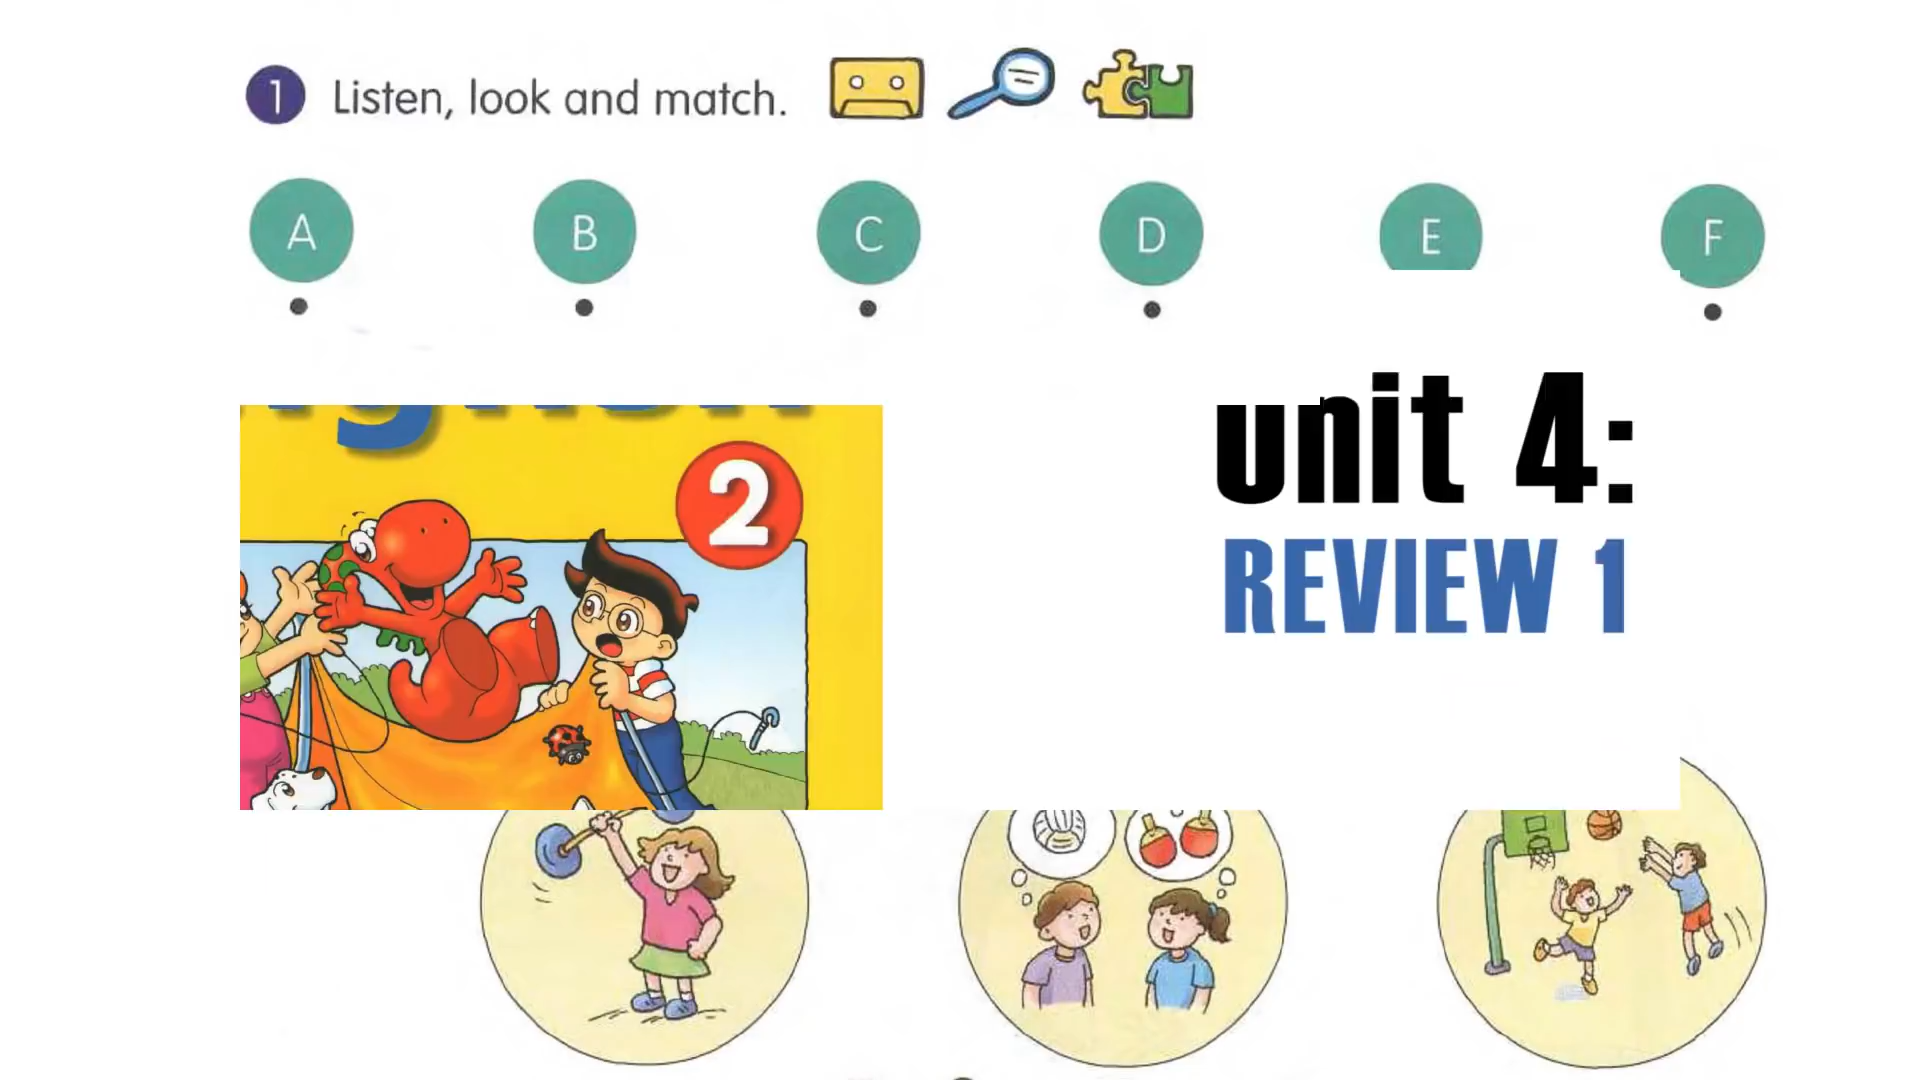 1 Listen, look and match.
A B C D E F
2
unit 4:
REVIEW 1